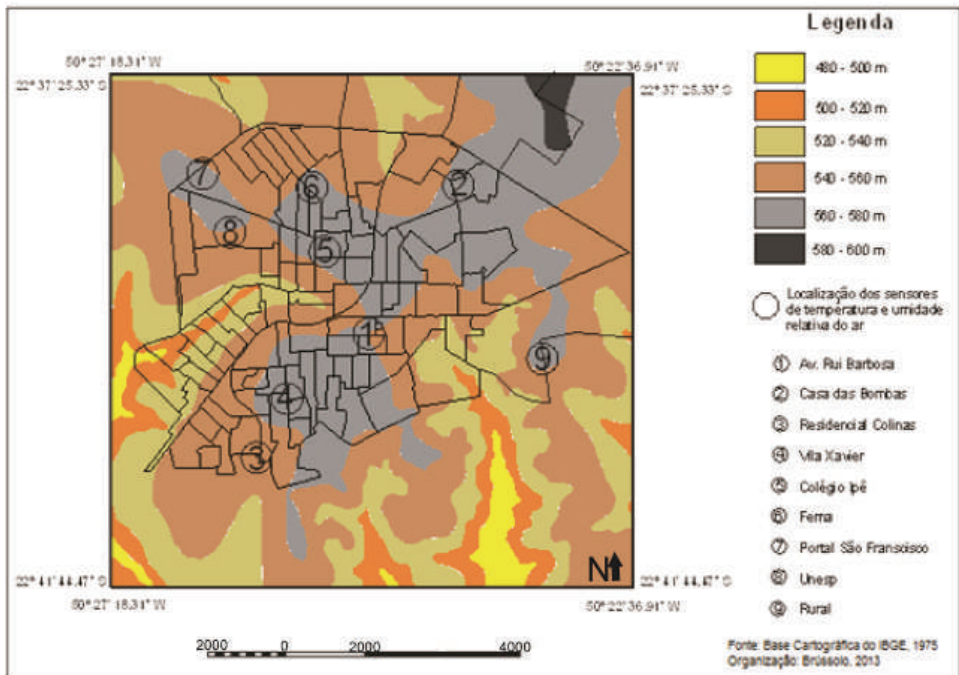 Legenda
50° 27' 18.31" W
50° 22' 36.91" W
22° 37' 25.33" S
22° 37' 25.33" S
480 - 500 m
500 - 520 m
520 - 540 m
540 - 560 m
560 - 580 m
580 - 600 m
Localização dos sensores
de temperatura e umidade
relativa do ar
① Av. Rui Barbosa
② Casa das Bombas
③ Residencial Colinas
④ Vila Xavier
⑤ Colégio Ipê
⑥ Fema
⑦ Portal São Franscisco
⑧ Unesp
⑨ Rural
7
6
2
8
5
1
9
4
3
N
22° 41' 44.47" S
22° 41' 44.47" S
50° 27' 18.31" W
50° 22' 36.91" W
2000 0 2000 4000
Fonte: Base Cartográfica do IBGE, 1975
Organização: Brússolo, 2013